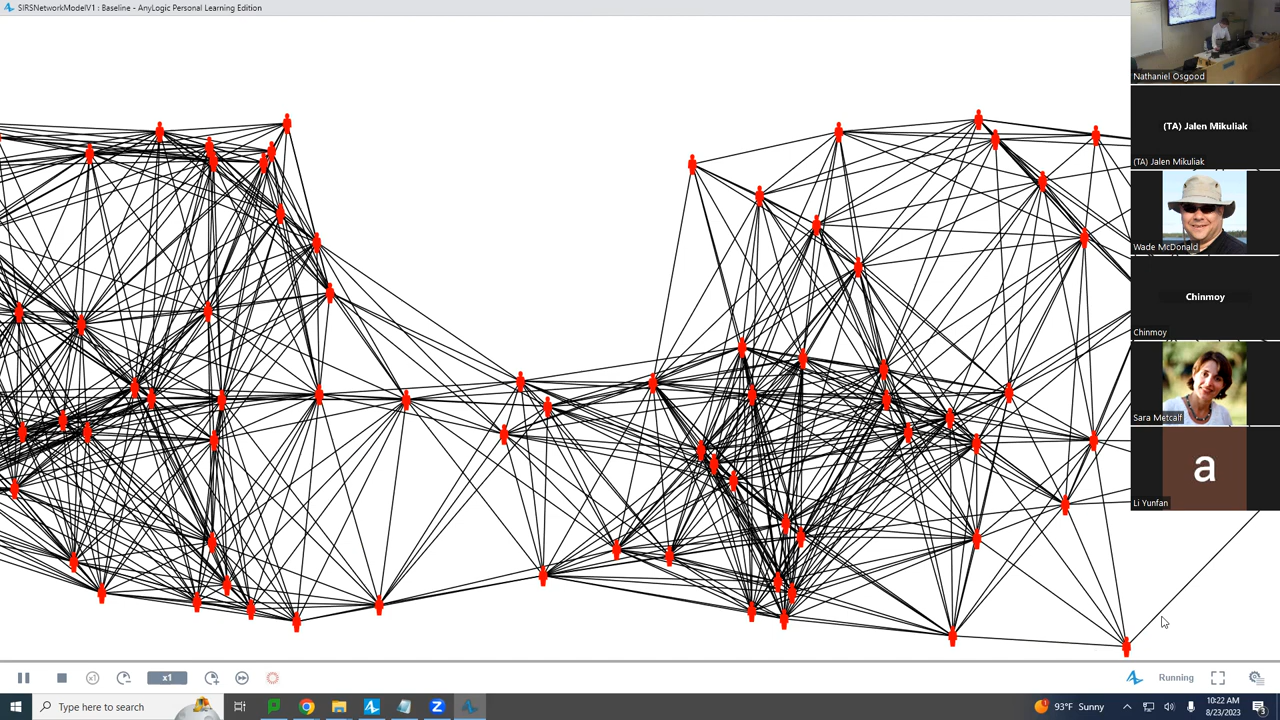 SIRSNetworkModelV1 : Baseline - AnyLogic Personal Learning Edition
Nathaniel Osgood
(TA) Jalen Mikuliak
(TA) Jalen Mikuliak
Wade McDonald
Chinmoy
Chinmoy
Sara Metcalf
a
Li Yunfan
x1
Running
Type here to search
93°F Sunny
10:22 AM
8/23/2023
3